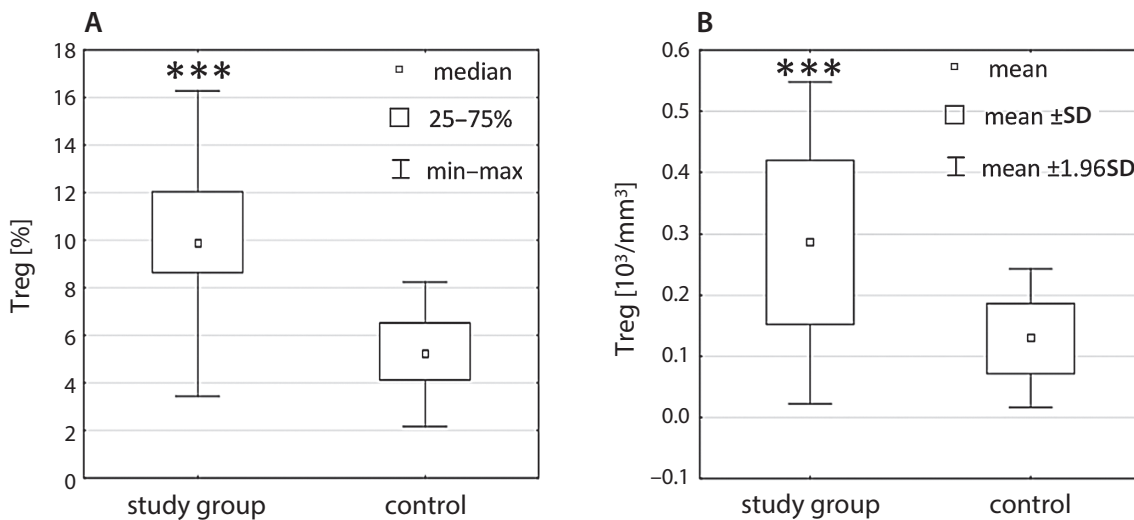 A
18
16
14
12
10
8
6
4
2
0
Treg [%]
***
median
25–75%
min–max
study group
control
B
0.6
0.5
0.4
0.3
0.2
0.1
0.0
–0.1
Treg [10³/mm³]
***
mean
mean ±SD
mean ±1.96SD
study group
control